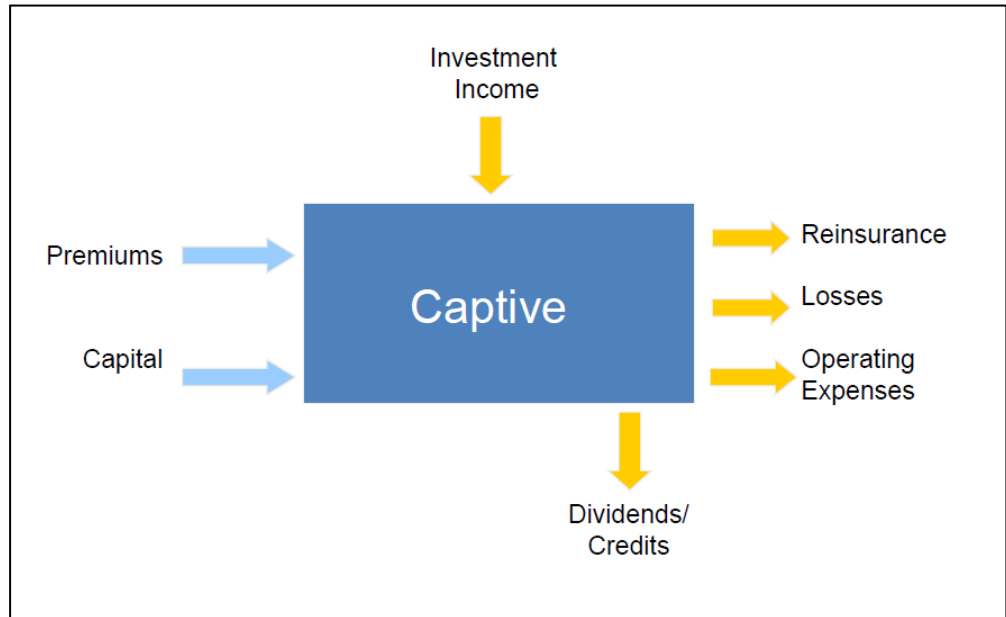 Investment
Income
Premiums
Reinsurance
Captive
Losses
Capital
Operating
Expenses
Dividends/
Credits